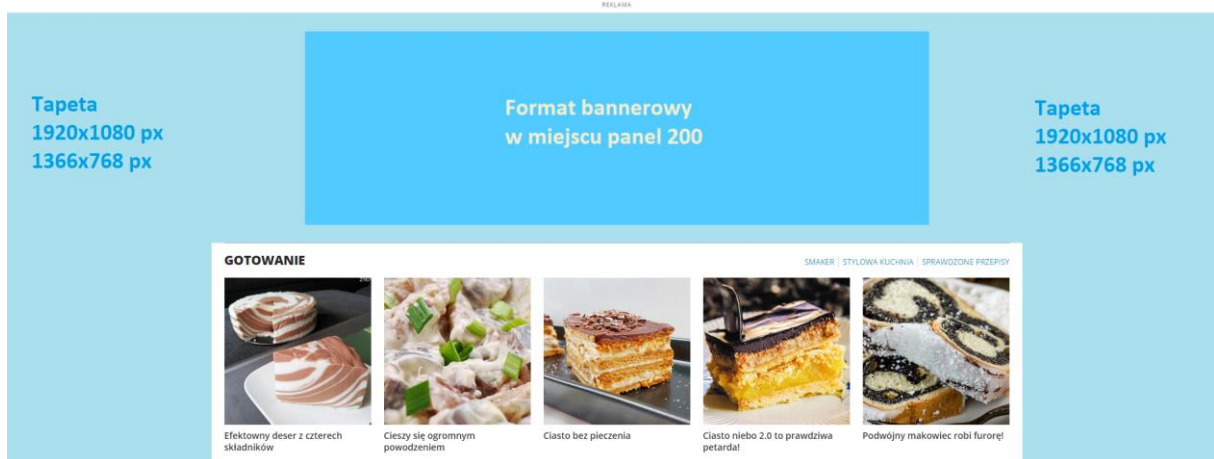 REKLAMA
Tapeta
1920x1080 px
1366x768 px
Format bannerowy
w miejscu panel 200
Tapeta
1920x1080 px
1366x768 px
GOTOWANIE
SMAKER | STYLOWA KUCHNIA | SPRAWDZONE PRZEPISY
Efektowny deser z czterech
składników
Cieszy się ogromnym
powodzeniem
Ciasto bez pieczenia
Ciasto niebo 2.0 to prawdziwa
petarda!
Podwójny makowiec robi furorę!